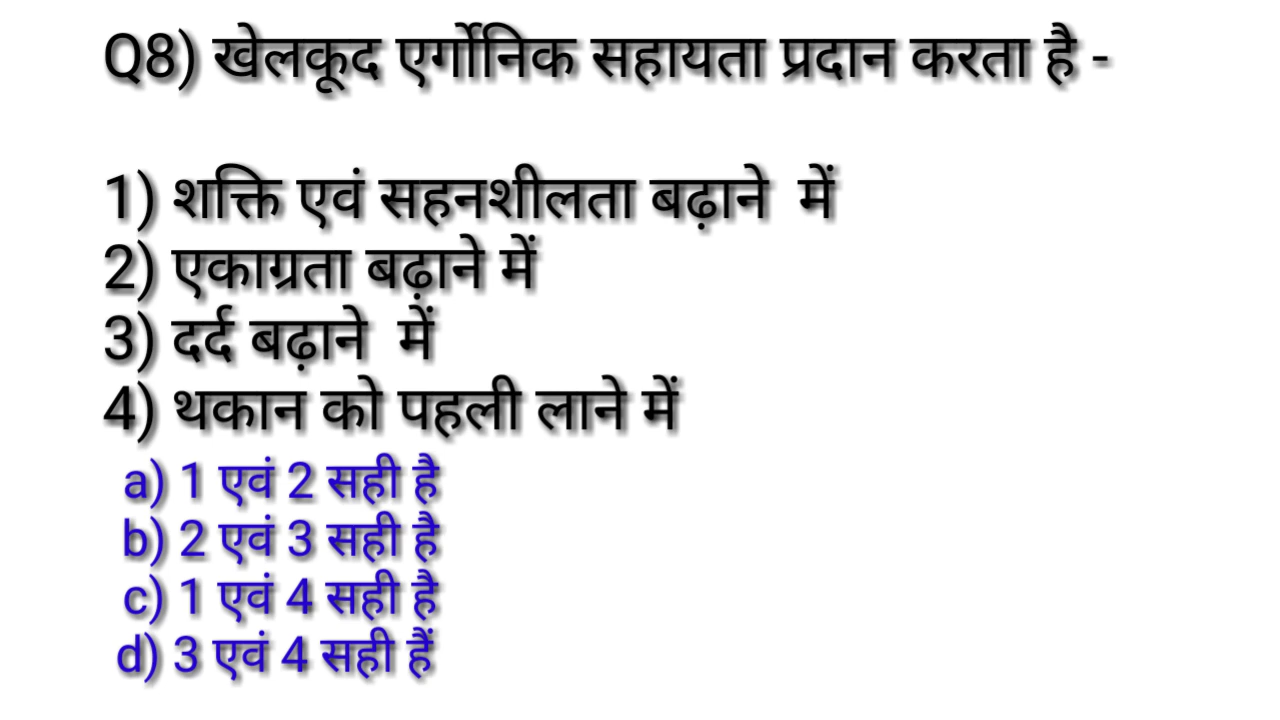 Q8) खेलकूद एर्गोनिक सहायता प्रदान करता है -
1) शक्ति एवं सहनशीलता बढ़ाने में
2) एकाग्रता बढ़ाने में
3) दर्द बढ़ाने में
4) थकान को पहली लाने में
a) 1 एवं 2 सही है
b) 2 एवं 3 सही है
c) 1 एवं 4 सही है
d) 3 एवं 4 सही हैं